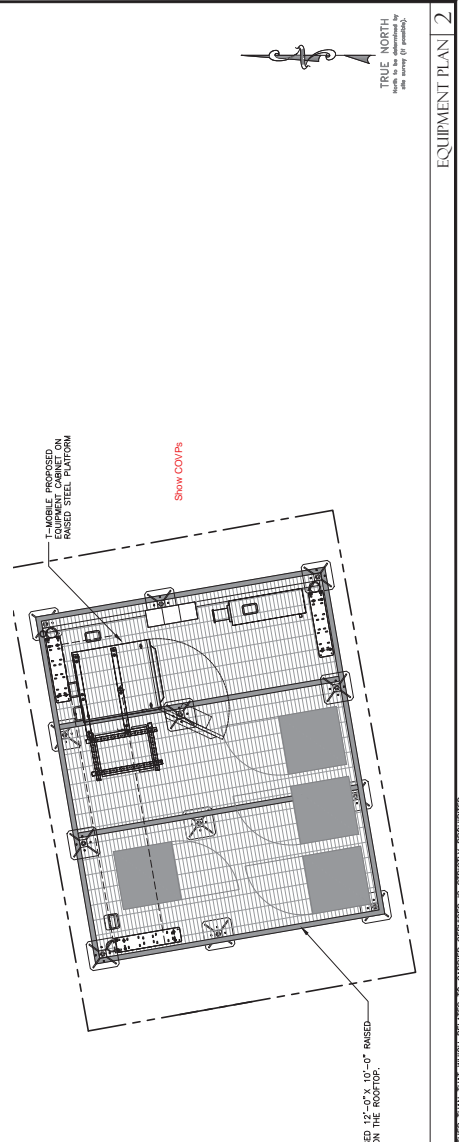 TRUE NORTH
North to be determined by
site survey (if possible).
EQUIPMENT PLAN 2
T-MOBILE PROPOSED
EQUIPMENT CABINET ON
RAISED STEEL PLATFORM
Show COVPs
12'-0" X 10'-0" RAISED
ON THE ROOFTOP.